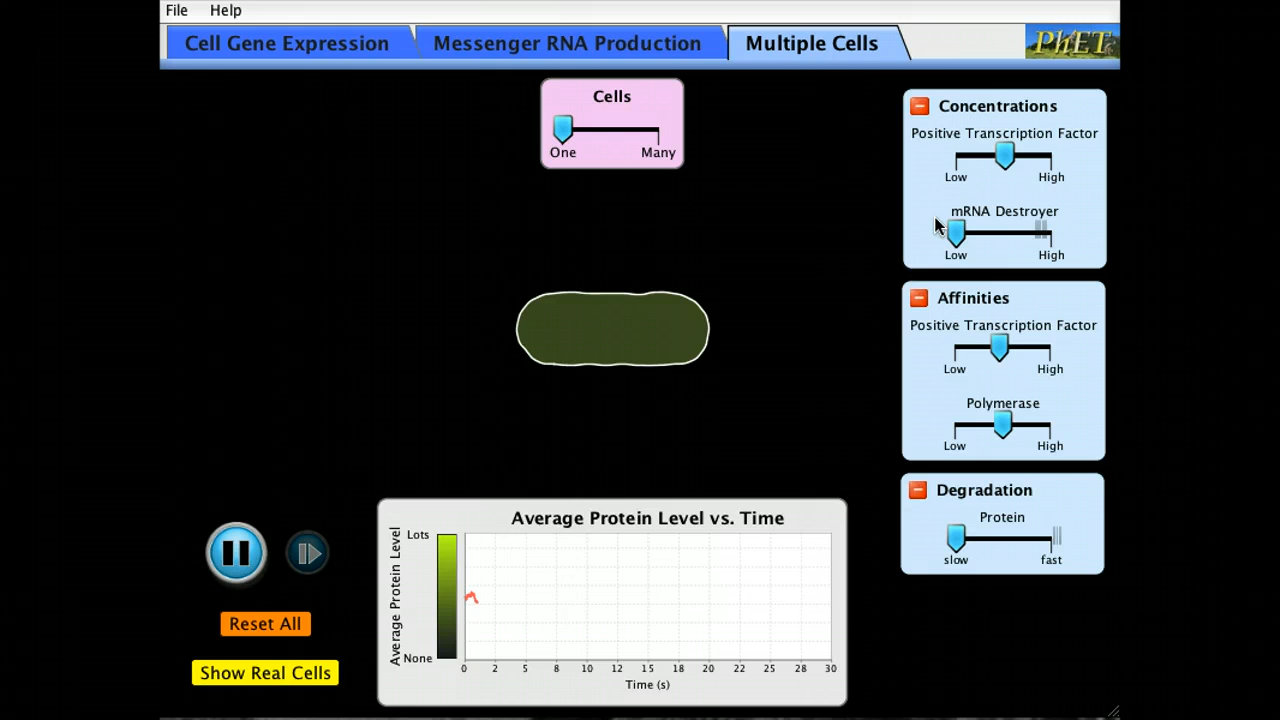 File Help
Cell Gene Expression Messenger RNA Production Multiple Cells PhET
Cells
One Many
Concentrations
Positive Transcription Factor
Low High
mRNA Destroyer
Low High
Affinities
Positive Transcription Factor
Low High
Polymerase
Low High
Degradation
Protein
slow fast
Average Protein Level vs. Time
Average Protein Level
Lots
None
0 2 5 8 10 12 15 18 20 22 25 28 30
Time (s)
Reset All
Show Real Cells